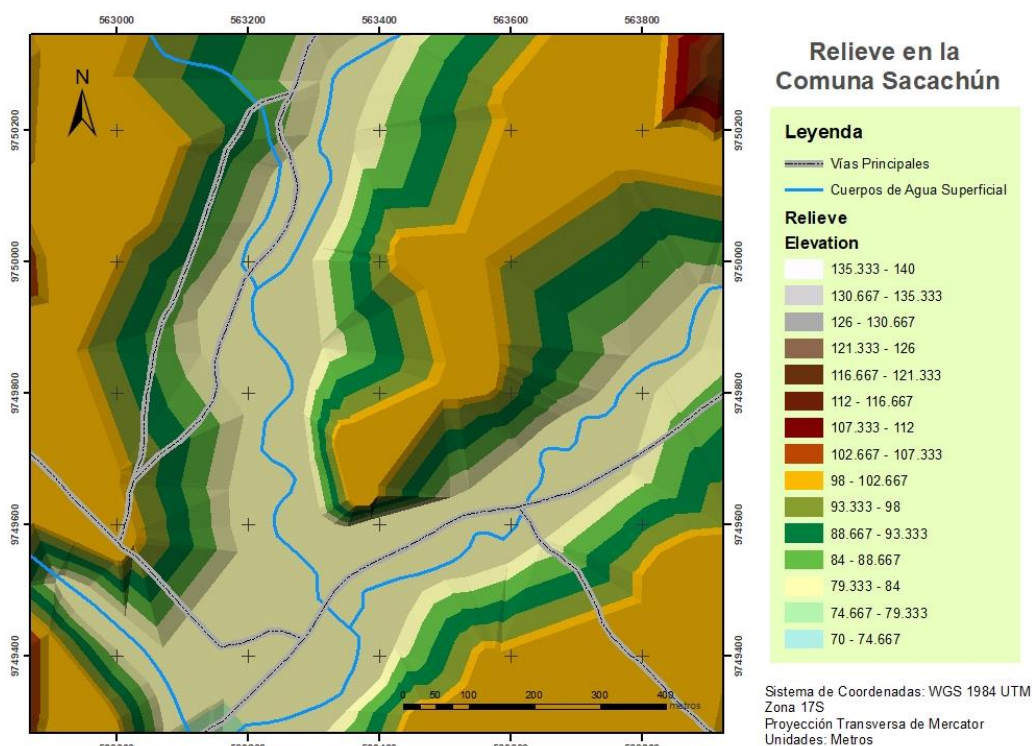 563000 563200 563400 563600 563800
Relieve en la
Comuna Sacachún
N
Leyenda
Vías Principales
Cuerpos de Agua Superficial
Relieve
Elevation
135.333 - 140
130.667 - 135.333
126 - 130.667
121.333 - 126
116.667 - 121.333
112 - 116.667
107.333 - 112
102.667 - 107.333
98 - 102.667
93.333 - 98
88.667 - 93.333
84 - 88.667
79.333 - 84
74.667 - 79.333
70 - 74.667
9750200 9750200
9750000 9750000
9749800 9749800
9749600 9749600
9749400 9749400
0 50 100 200 300 400
metros
Sistema de Coordenadas: WGS 1984 UTM
Zona 17S
Proyección Transversa de Mercator
Unidades: Metros